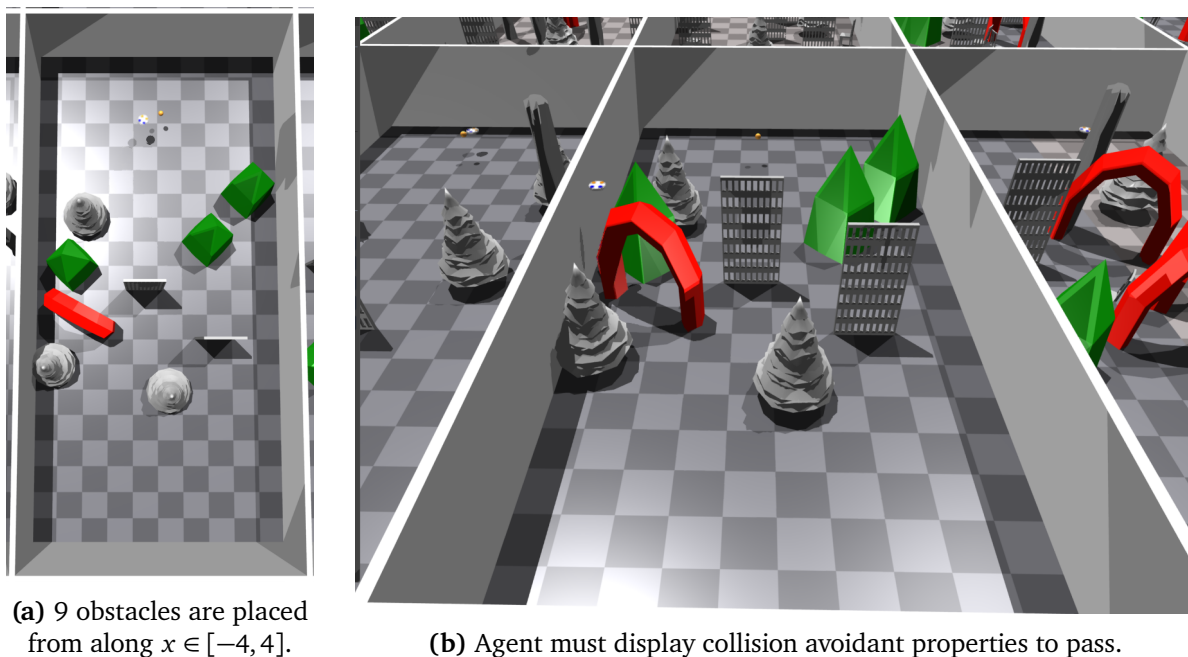 (a) 9 obstacles are placed
from along x ∈ [−4, 4].
(b) Agent must display collision avoidant properties to pass.